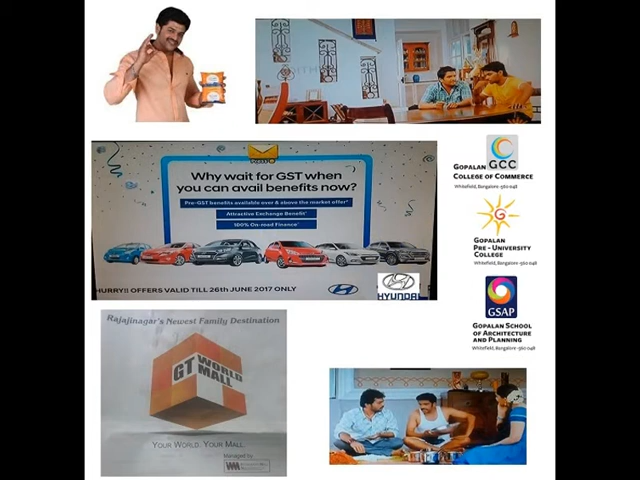 Why wait for GST when
you can avail benefits now?
Pre-GST benefits available over & above the market offer*
Attractive Exchange Benefit*
100% On-road Finance*
HURRY!! OFFERS VALID TILL 26th JUNE 2017 ONLY
HYUNDAI
GCC
GOPALAN
COLLEGE OF COMMERCE
Whitefield, Bangalore -560 048
GOPALAN
PRE - UNIVERSITY
COLLEGE
Whitefield, Bangalore -560 048
GSAP
GOPALAN SCHOOL
OF ARCHITECTURE
AND PLANNING
Whitefield, Bangalore -560 048
Rajajinagar's Newest Family Destination
GT WORLD
MALL
YOUR WORLD. YOUR MALL.
Managed by